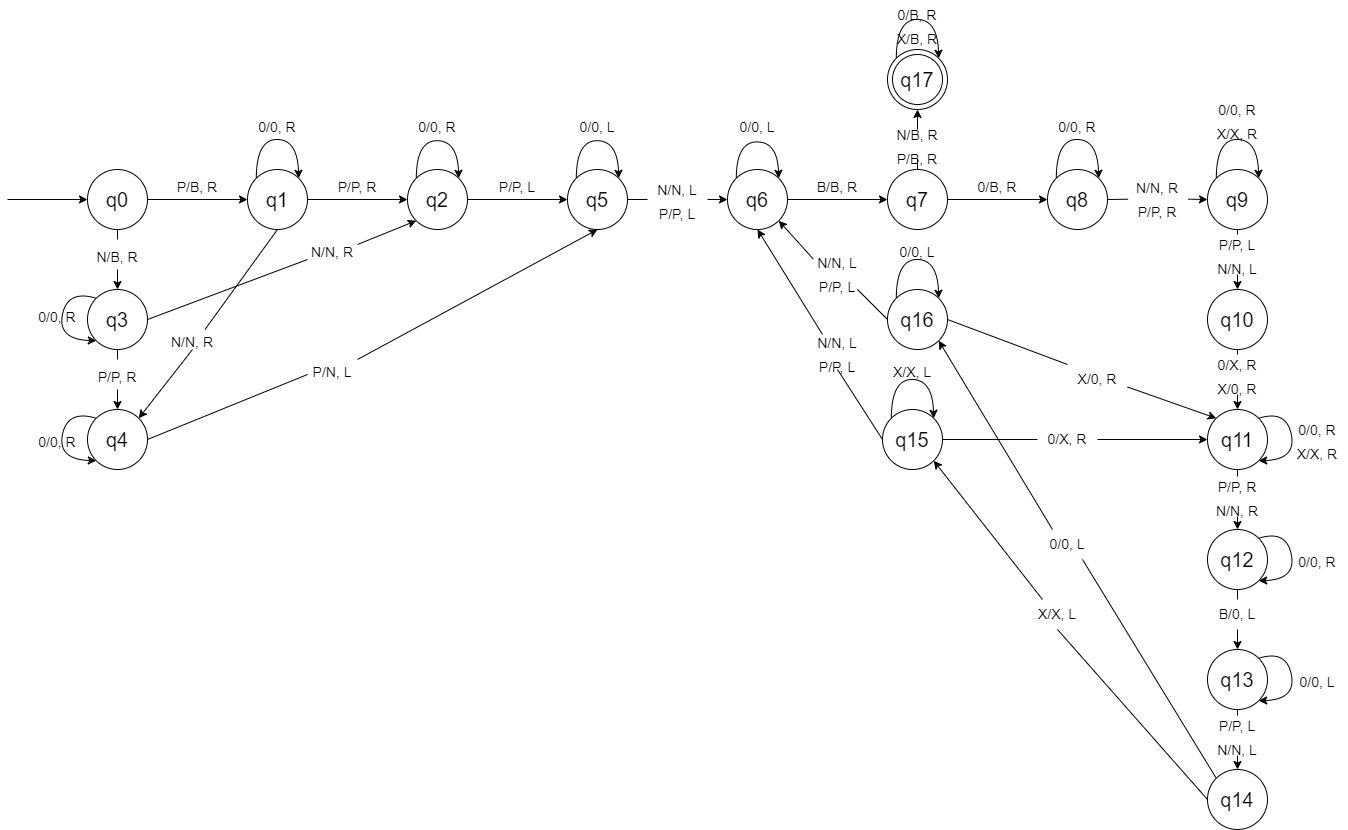 0/B, R
X/B, R
q17
N/B, R
P/B, R
0/0, R
0/0, R
0/0, L
0/0, L
0/0, R
0/0, R
X/X, R
q0
P/B, R
q1
P/P, R
q2
P/P, L
q5
N/N, L
P/P, L
q6
B/B, R
q7
0/B, R
q8
N/N, R
P/P, R
q9
N/B, R
N/N, R
P/P, L
N/N, L
0/0, R
q3
N/N, R
N/N, L
P/P, L
0/0, L
q16
q10
P/P, R
P/N, L
N/N, L
P/P, L
X/0, R
0/X, R
X/0, R
0/0, R
q4
X/X, L
q15
0/X, R
q11
0/0, R
X/X, R
P/P, R
N/N, R
0/0, L
q12
0/0, R
X/X, L
B/0, L
q13
0/0, L
P/P, L
N/N, L
q14